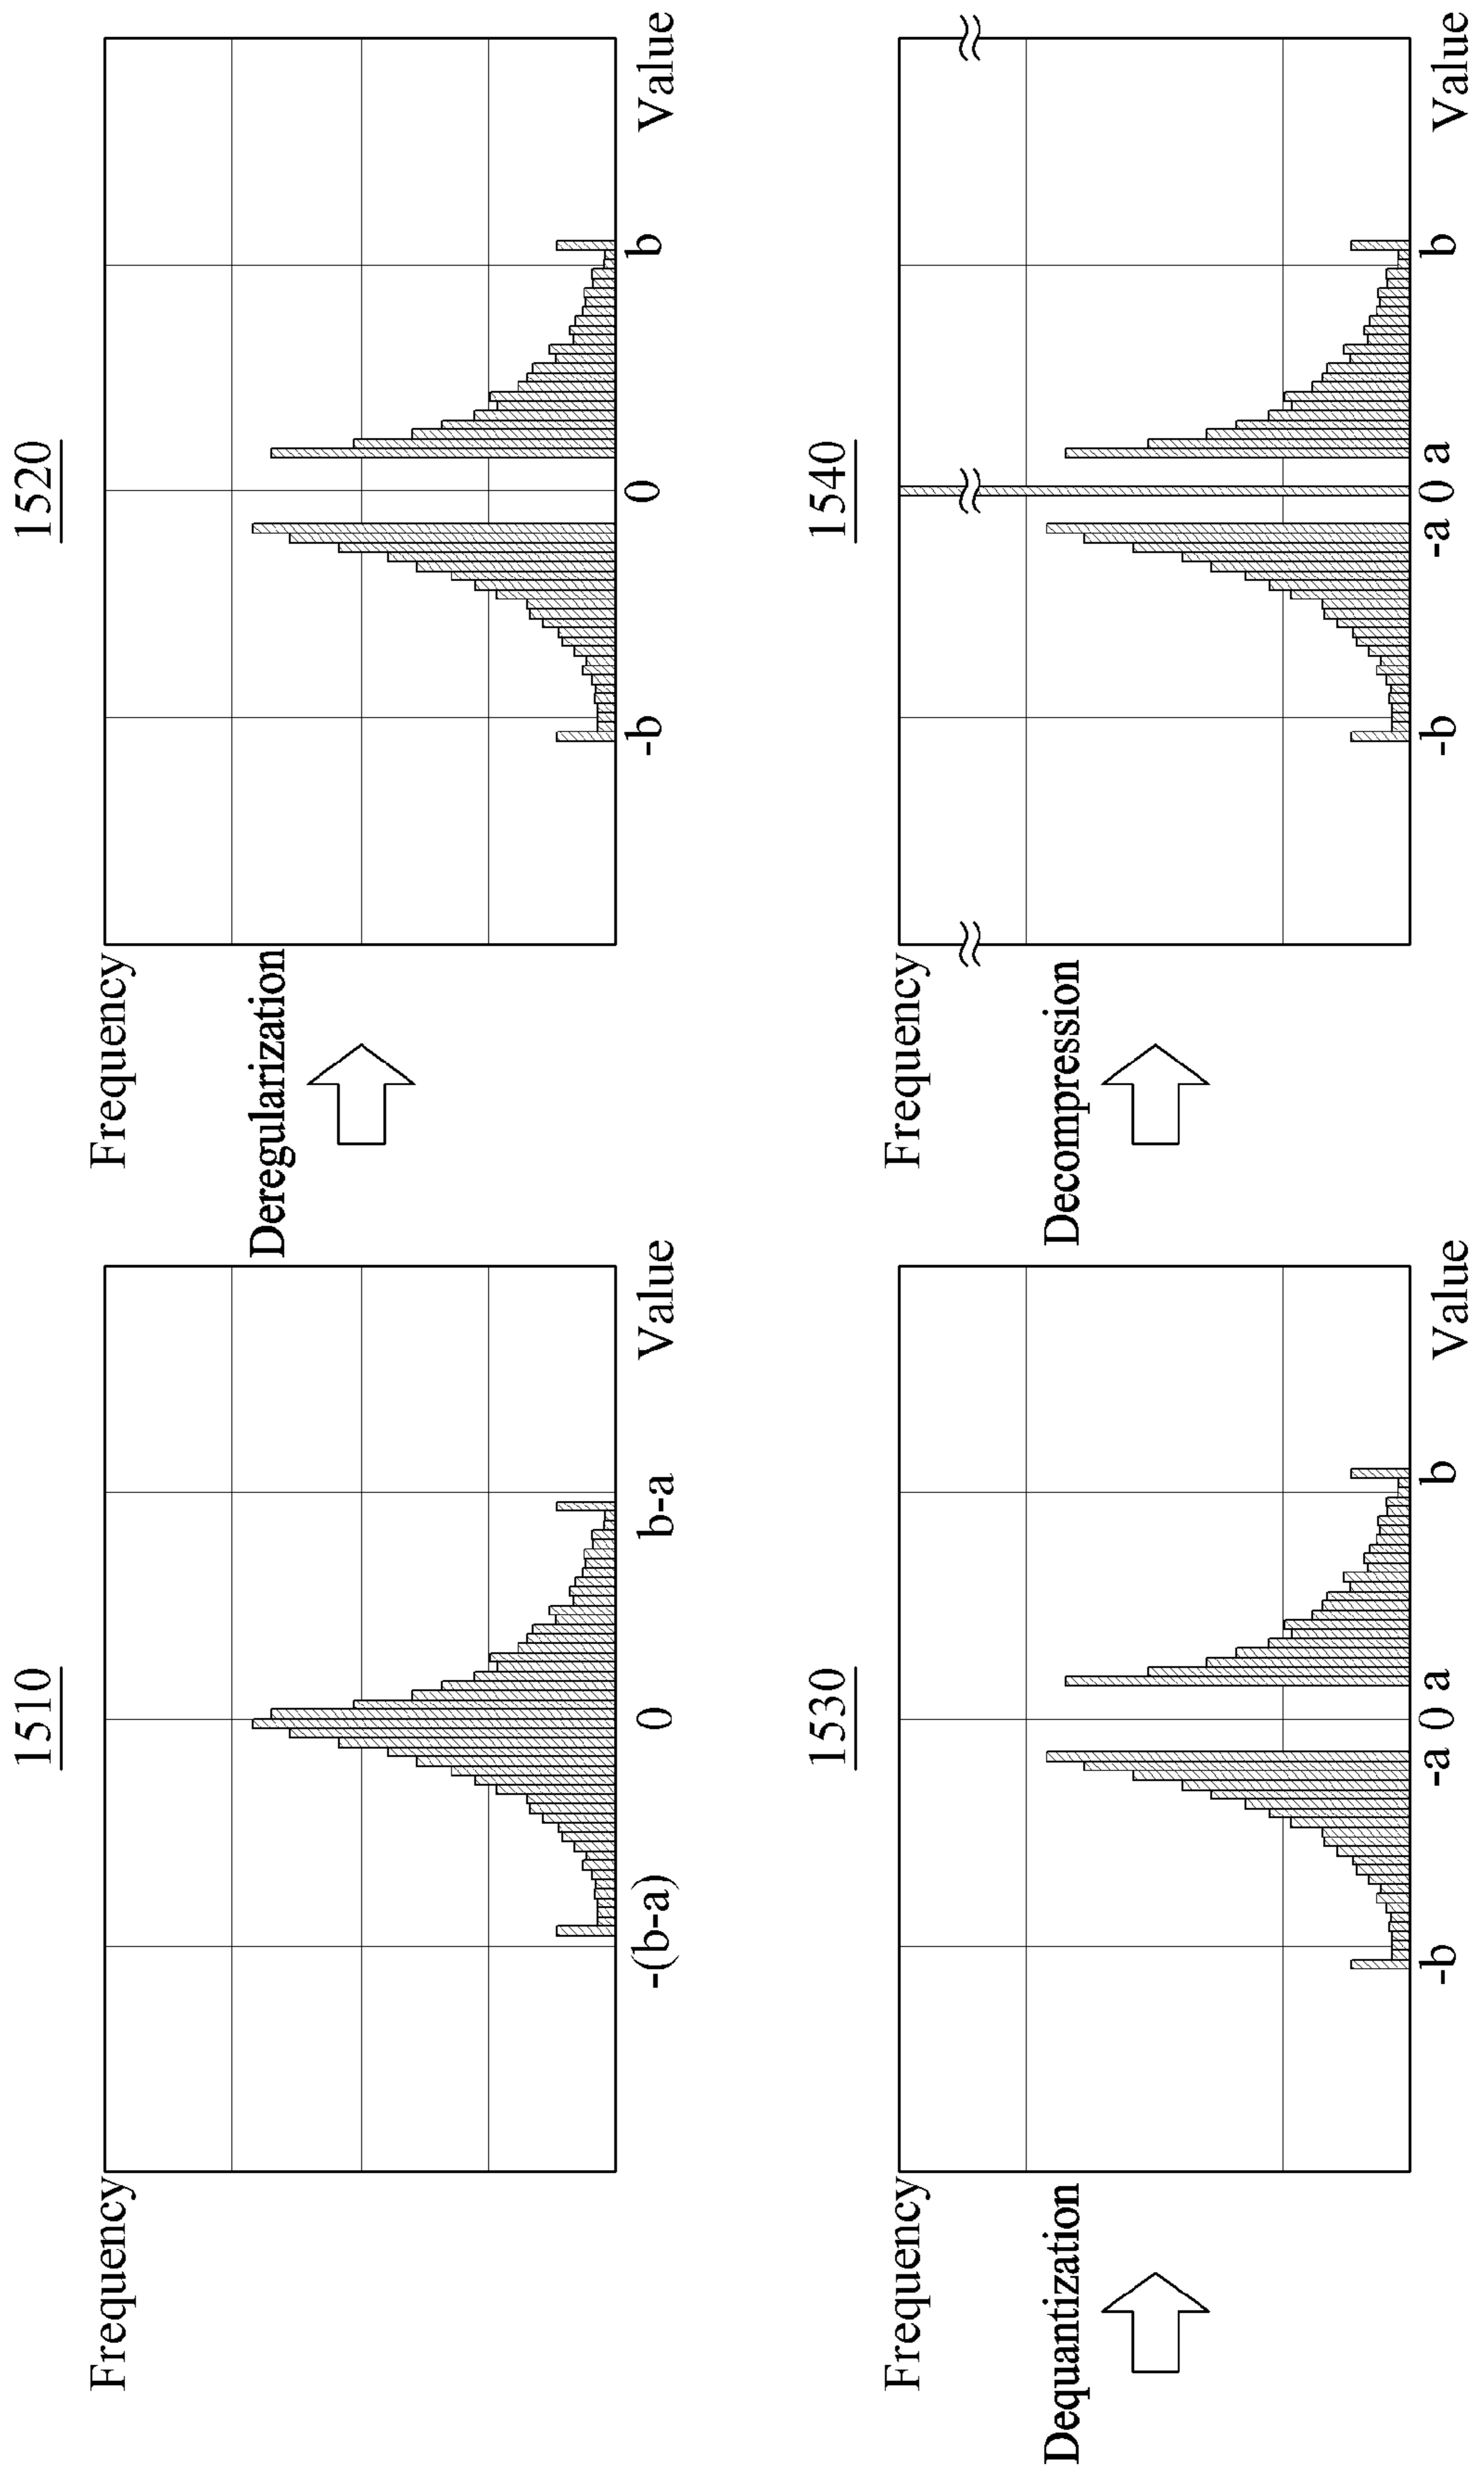 1510
Frequency
-(b-a)
0
b-a
Value
Deregularization
1520
Frequency
-b
0
b
Value
Dequantization
1530
Frequency
-b
-a
0
a
b
Value
Decompression
1540
Frequency
-b
-a
0
a
b
Value